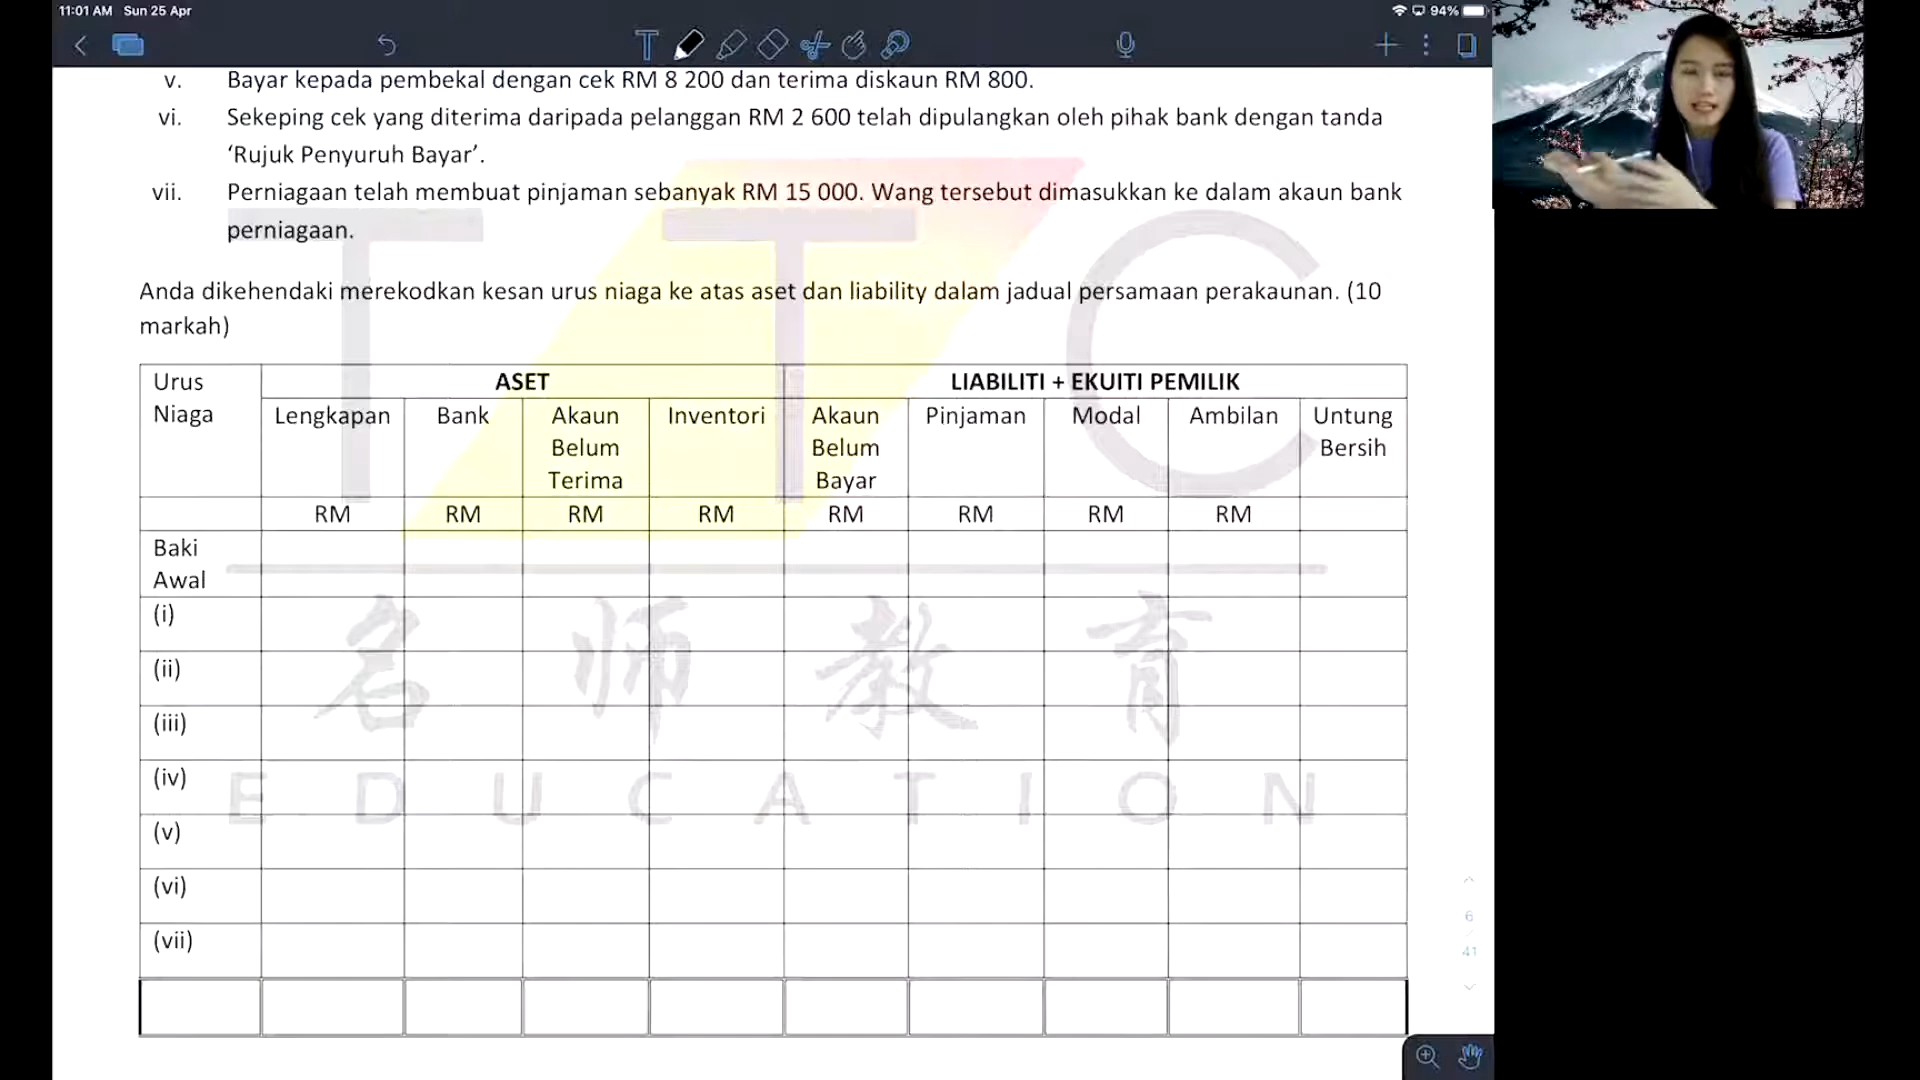 11:01 AM Sun 25 Apr
94%
v. Bayar kepada pembekal dengan cek RM 8 200 dan terima diskaun RM 800.
vi. Sekeping cek yang diterima daripada pelanggan RM 2 600 telah dipulangkan oleh pihak bank dengan tanda
‘Rujuk Penyuruh Bayar’.
vii. Perniagaan telah membuat pinjaman sebanyak RM 15 000. Wang tersebut dimasukkan ke dalam akaun bank
perniagaan.
Anda dikehendaki merekodkan kesan urus niaga ke atas aset dan liability dalam jadual persamaan perakaunan. (10
markah)
Urus Niaga ASET LIABILITI + EKUITI PEMILIK
Lengkapan Bank Akaun Belum Terima Inventori Akaun Belum Bayar Pinjaman Modal Ambilan Untung Bersih
RM RM RM RM RM RM RM RM
Baki Awal
(i)
(ii)
(iii)
(iv)
(v)
(vi)
(vii)
TTC
名师教育
EDUCATION
6
41